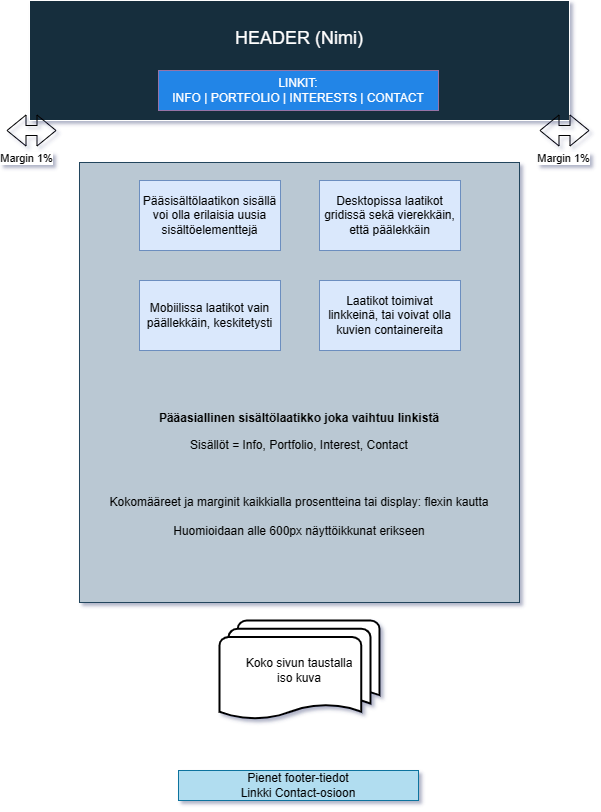 HEADER (Nimi)
LINKIT:
INFO | PORTFOLIO | INTERESTS | CONTACT
Margin 1%
Margin 1%
Pääsisältölaatikon sisällä
voi olla erilaisia uusia
sisältöelementtejä
Desktopissa laatikot
gridissä sekä vierekkäin,
että päälekkäin
Mobiilissa laatikot vain
päällekkäin, keskitetysti
Laatikot toimivat
linkkeinä, tai voivat olla
kuvien containereita
Pääasiallinen sisältölaatikko joka vaihtuu linkistä
Sisällöt = Info, Portfolio, Interest, Contact
Kokomääreet ja marginit kaikkialla prosentteina tai display: flexin kautta
Huomioidaan alle 600px näyttöikkunat erikseen
Koko sivun taustalla
iso kuva
Pienet footer-tiedot
Linkki Contact-osioon